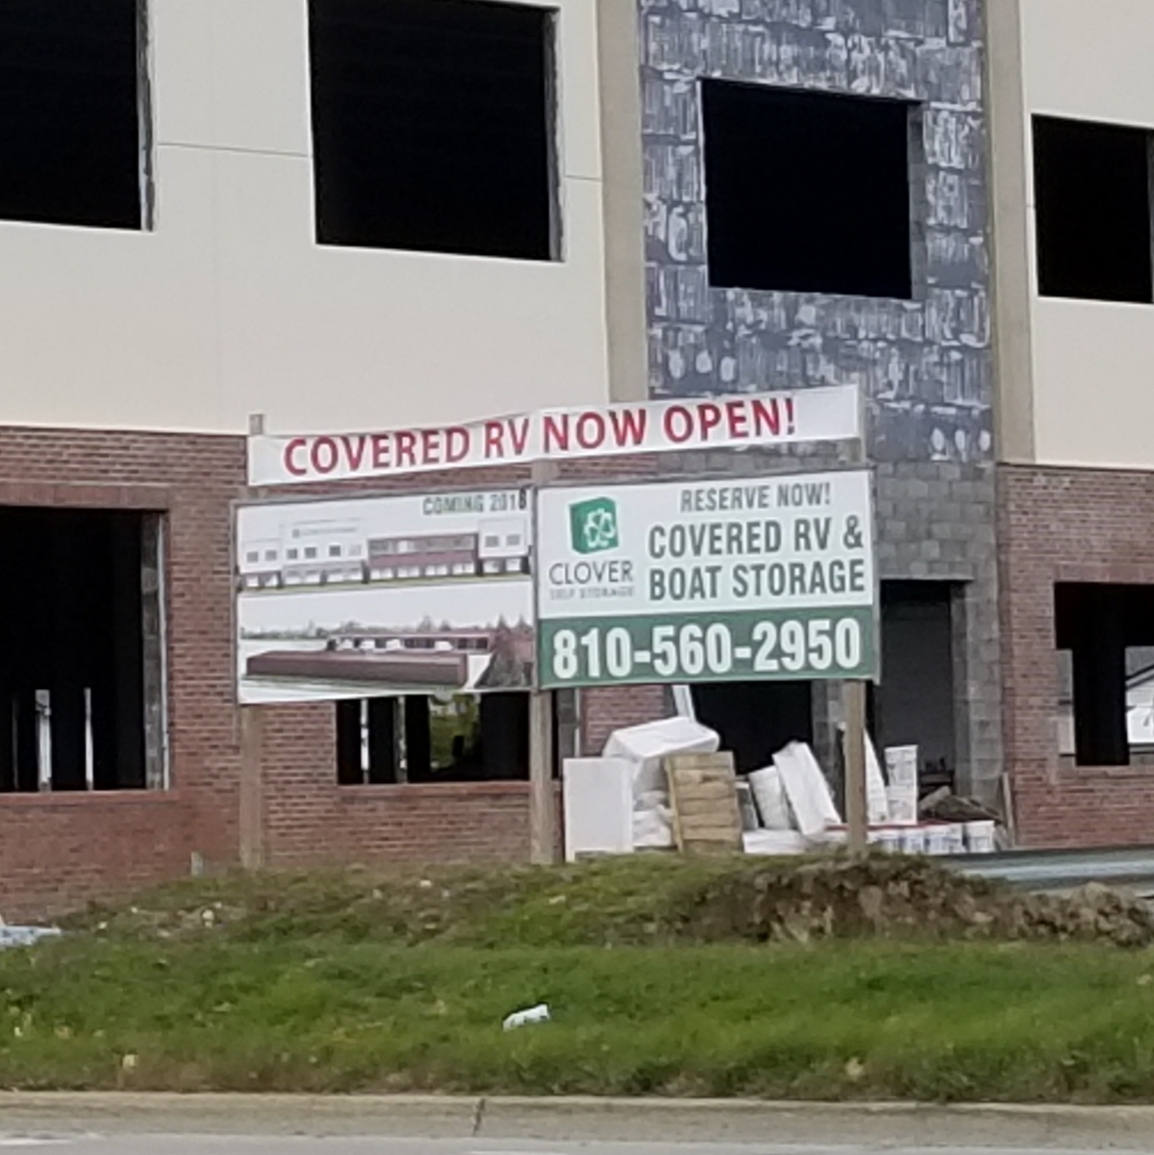 COVERED RV NOW OPEN!
COMING 2018
RESERVE NOW!
COVERED RV &
BOAT STORAGE
CLOVER
SELF STORAGE
810-560-2950